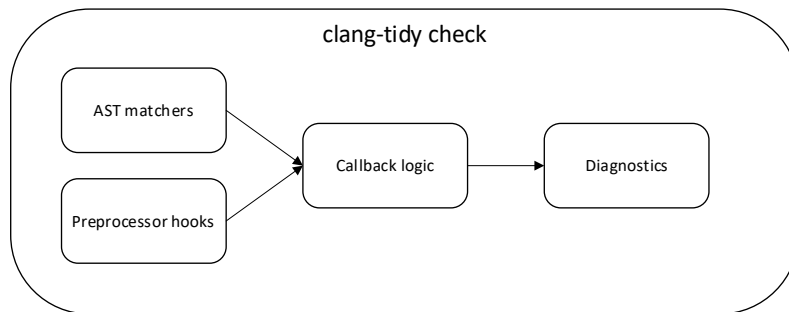 clang-tidy check
AST matchers
Callback logic
Diagnostics
Preprocessor hooks